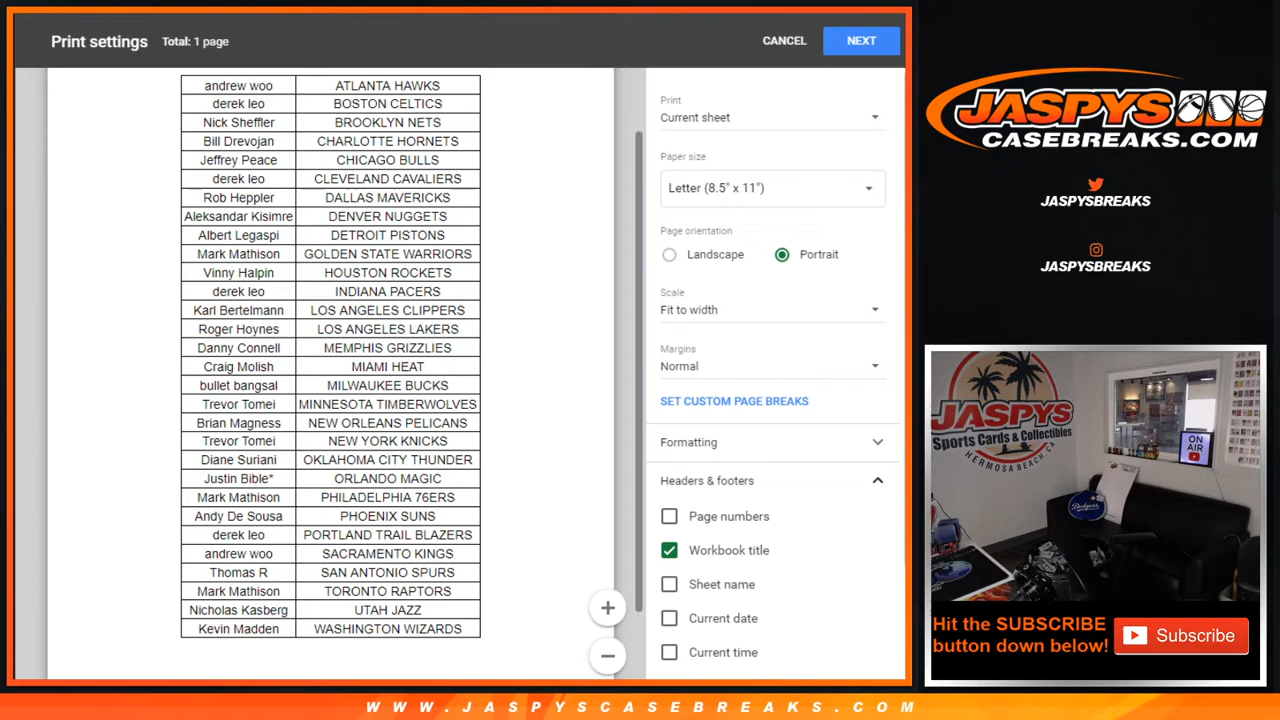 Print settings Total: 1 page CANCEL NEXT
andrew woo ATLANTA HAWKS
derek leo BOSTON CELTICS
Nick Sheffler BROOKLYN NETS
Bill Drevojan CHARLOTTE HORNETS
Jeffrey Peace CHICAGO BULLS
derek leo CLEVELAND CAVALIERS
Rob Heppler DALLAS MAVERICKS
Aleksandar Kisimre DENVER NUGGETS
Albert Legaspi DETROIT PISTONS
Mark Mathison GOLDEN STATE WARRIORS
Vinny Halpin HOUSTON ROCKETS
derek leo INDIANA PACERS
Karl Bertelmann LOS ANGELES CLIPPERS
Roger Hoynes LOS ANGELES LAKERS
Danny Connell MEMPHIS GRIZZLIES
Craig Molish MIAMI HEAT
bullet bangsal MILWAUKEE BUCKS
Trevor Tomei MINNESOTA TIMBERWOLVES
Brian Magness NEW ORLEANS PELICANS
Trevor Tomei NEW YORK KNICKS
Diane Suriani OKLAHOMA CITY THUNDER
Justin Bible* ORLANDO MAGIC
Mark Mathison PHILADELPHIA 76ERS
Andy De Sousa PHOENIX SUNS
derek leo PORTLAND TRAIL BLAZERS
andrew woo SACRAMENTO KINGS
Thomas R SAN ANTONIO SPURS
Mark Mathison TORONTO RAPTORS
Nicholas Kasberg UTAH JAZZ
Kevin Madden WASHINGTON WIZARDS
Print
Current sheet
Paper size
Letter (8.5" x 11")
Page orientation
Landscape Portrait
Scale
Fit to width
Margins
Normal
SET CUSTOM PAGE BREAKS
Formatting
Headers & footers
Page numbers
Workbook title
Sheet name
Current date
Current time
JASPYS
CASEBREAKS.COM
JASPYSBREAKS
JASPYSBREAKS
JASPYS
Sports Cards & Collectibles
HERMOSA BEACH, CA
ON
AIR
Dodgers
Hit the SUBSCRIBE
button down below!
Subscribe
WWW.JASPYSCASEBREAKS.COM